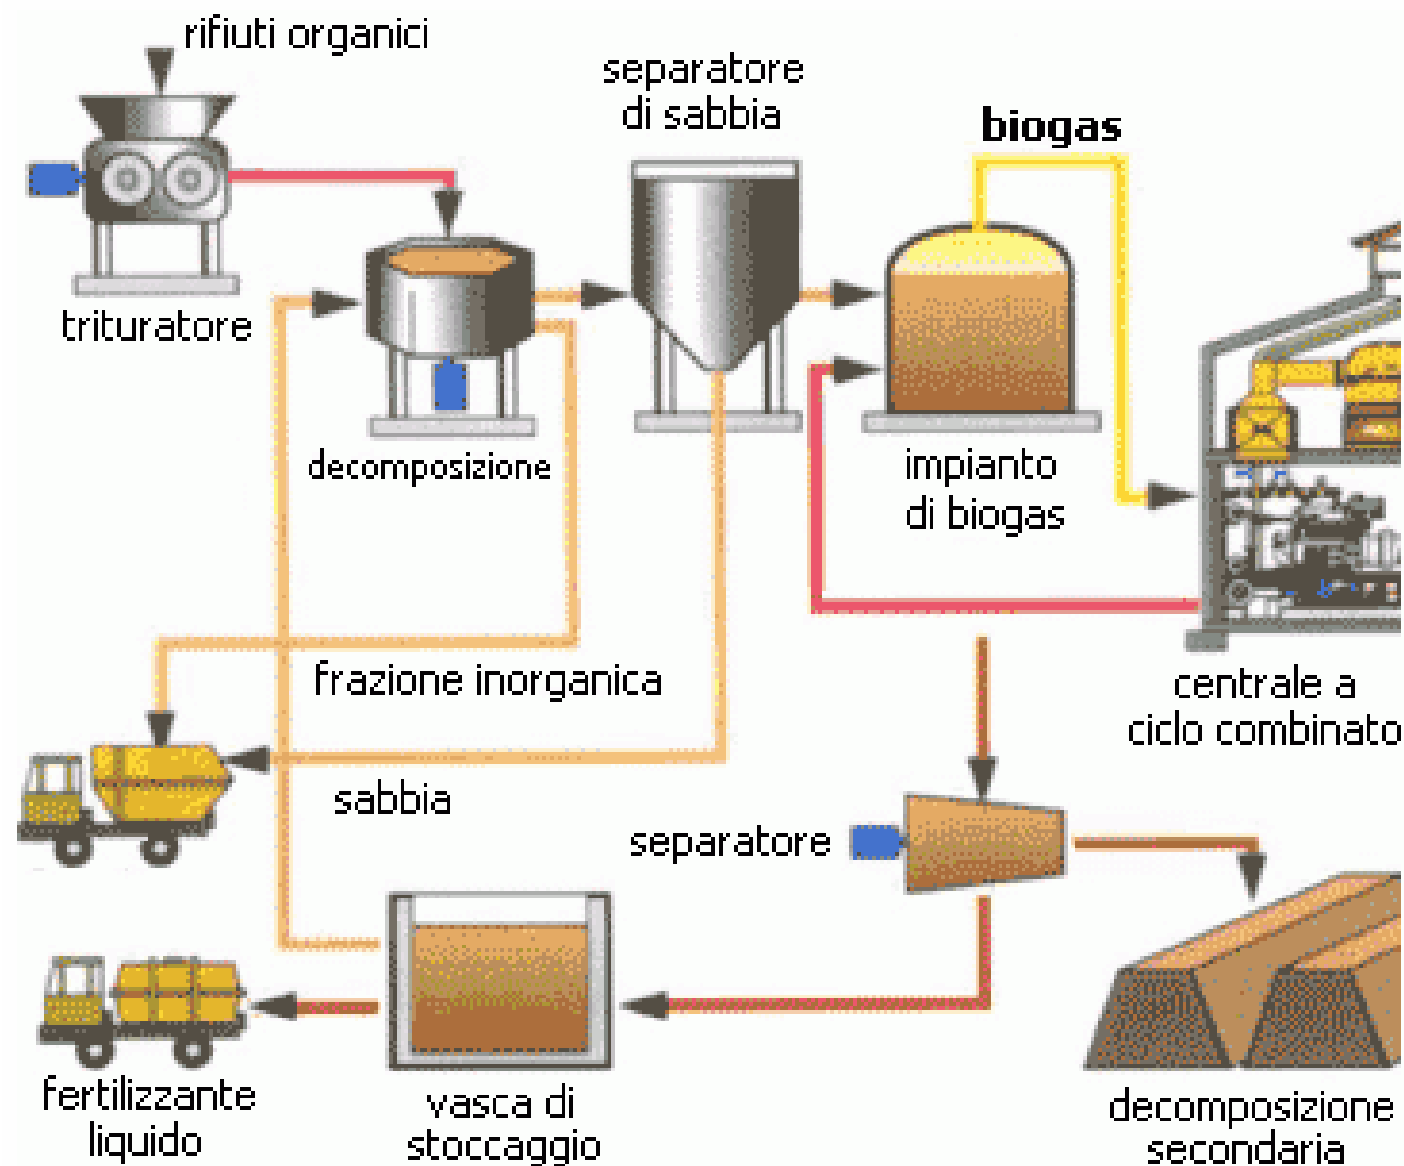 rifiuti organici
separatore
di sabbia
biogas
trituratore
decomposizione
impianto
di biogas
frazione inorganica
centrale a
ciclo combinato
sabbia
separatore
fertilizzante
liquido
vasca di
stoccaggio
decomposizione
secondaria